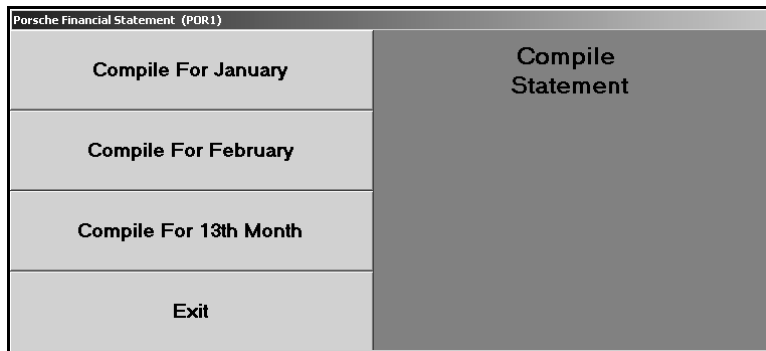 Porsche Financial Statement (POR1)
Compile For January
Compile
Statement
Compile For February
Compile For 13th Month
Exit